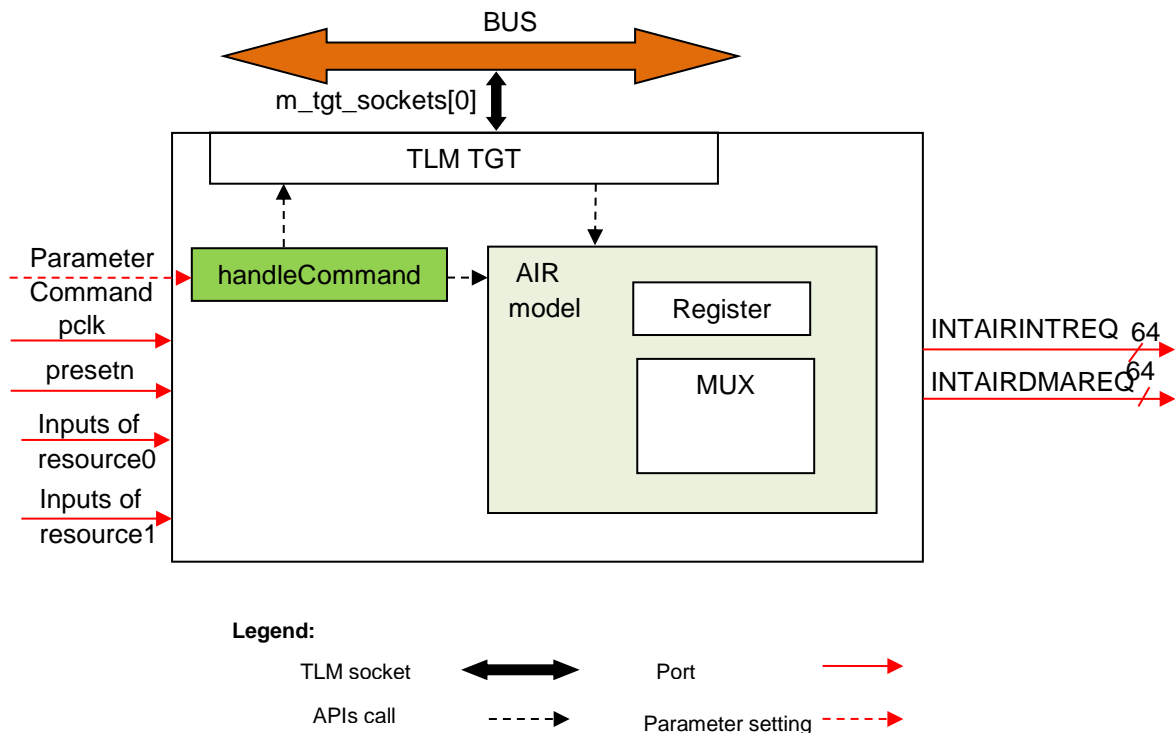 BUS
m_tgt_sockets[0]
TLM TGT
Parameter
Command
handleCommand
AIR
model
Register
MUX
pclk
presetn
Inputs of
resource0
Inputs of
resource1
INTAIRINTREQ 64
INTAIRDMAREQ 64
Legend:
TLM socket
Port
APIs call
Parameter setting